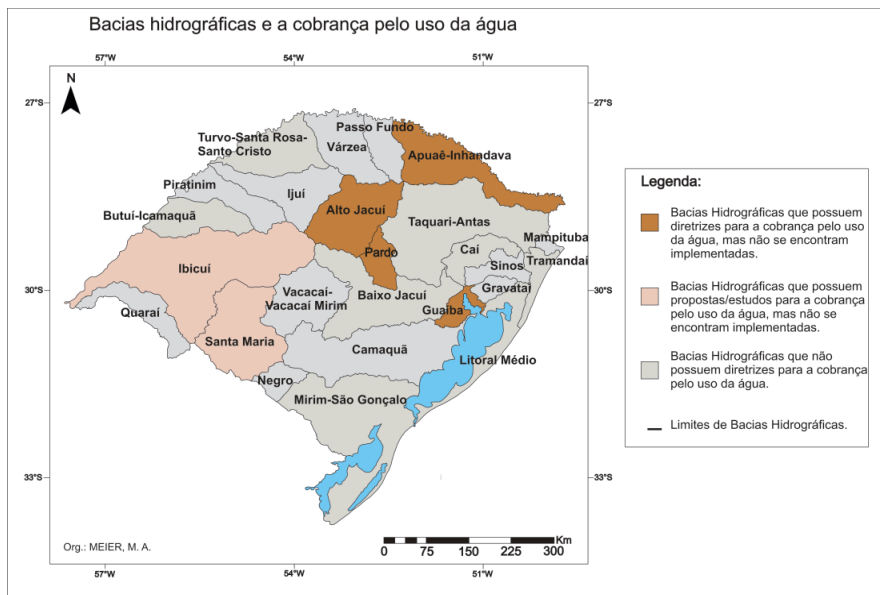 Bacias hidrográficas e a cobrança pelo uso da água
57°W
54°W
51°W
N
27°S
27°S
Passo Fundo
Turvo-Santa Rosa-
Santo Cristo
Várzea
Apuaê-Inhandava
Piratinim
Ijuí
Butuí-Icamaquã
Alto Jacuí
Taquari-Antas
Mampituba
Pardo
Caí
Tramandaí
Ibicuí
Sinos
30°S
30°S
Vacacaí-
Vacacaí Mirim
Baixo Jacuí
Gravataí
Quaraí
Guaíba
Santa Maria
Camaquã
Litoral Médio
Negro
Mirim-São Gonçalo
33°S
33°S
Km
0 75 150 225 300
Org.: MEIER, M. A.
57°W
54°W
51°W
Legenda:
Bacias Hidrográficas que possuem
diretrizes para a cobrança pelo uso
da água, mas não se encontram
implementadas.
Bacias Hidrográficas que possuem
propostas/estudos para a cobrança
pelo uso da água, mas não se
encontram implementadas.
Bacias Hidrográficas que não
possuem diretrizes para a cobrança
pelo uso da água.
Limites de Bacias Hidrográficas.